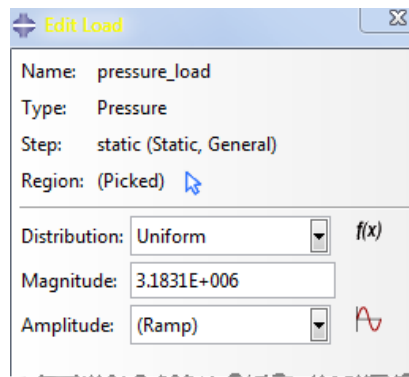 Edit Load
Name: pressure_load
Type: Pressure
Step: static (Static, General)
Region: (Picked)
Distribution: Uniform f(x)
Magnitude: 3.1831E+006
Amplitude: (Ramp)